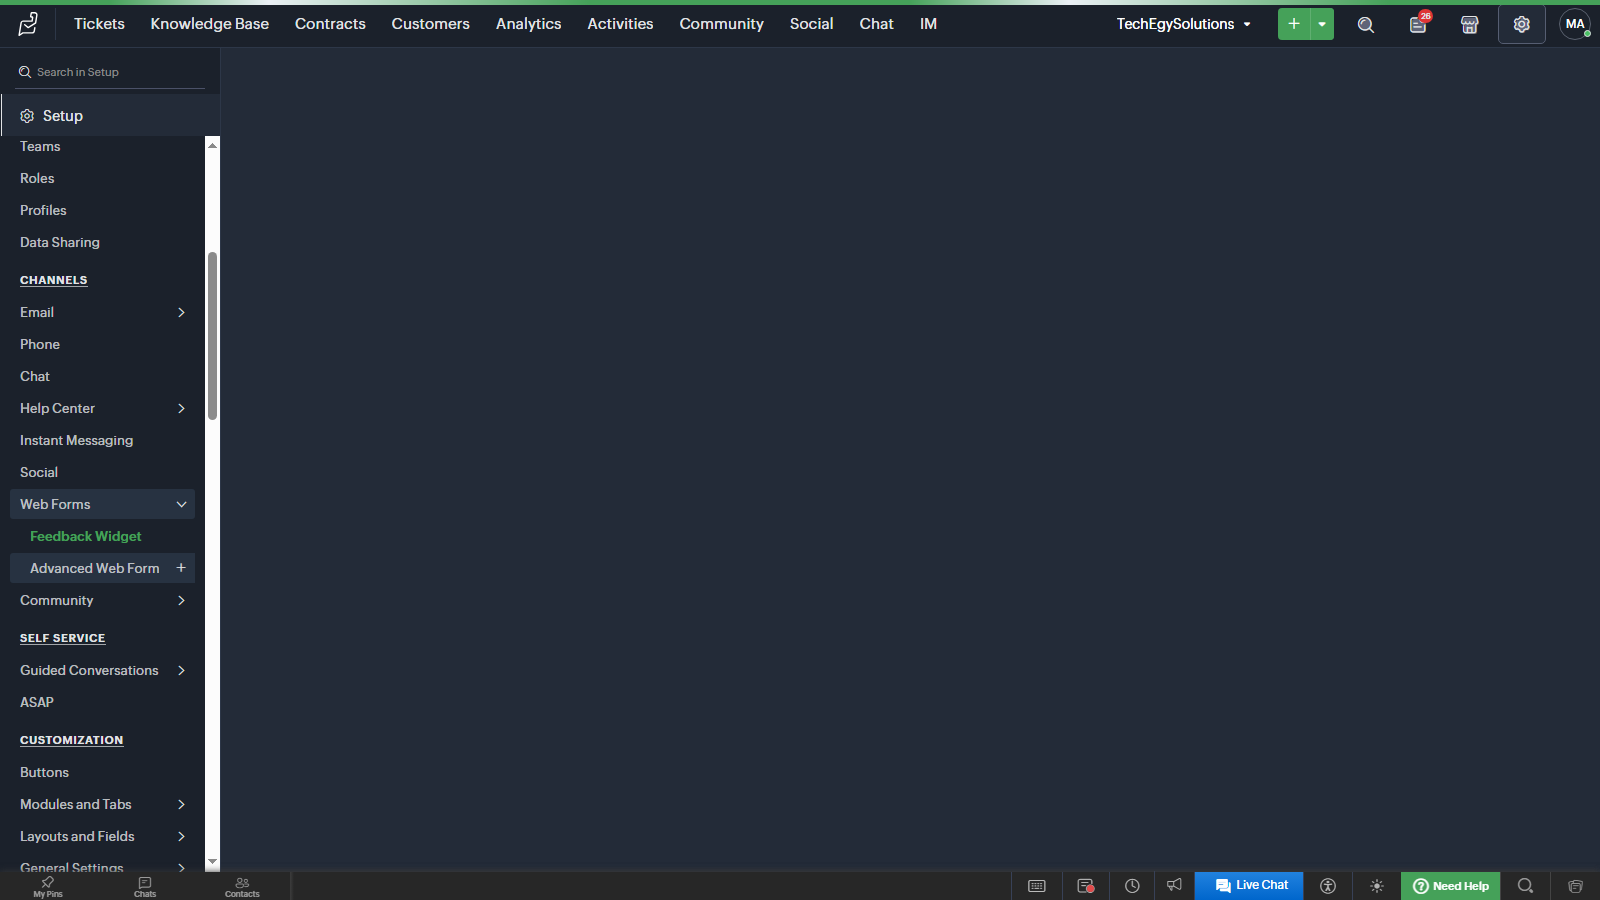 Tickets Knowledge Base Contracts Customers Analytics Activities Community Social Chat IM TechEgySolutions 26 MA
Search in Setup
Setup
Teams
Roles
Profiles
Data Sharing
CHANNELS
Email
Phone
Chat
Help Center
Instant Messaging
Social
Web Forms
Feedback Widget
Advanced Web Form +
Community
SELF SERVICE
Guided Conversations
ASAP
CUSTOMIZATION
Buttons
Modules and Tabs
Layouts and Fields
General Settings
My Pins Chats Contacts Live Chat Need Help